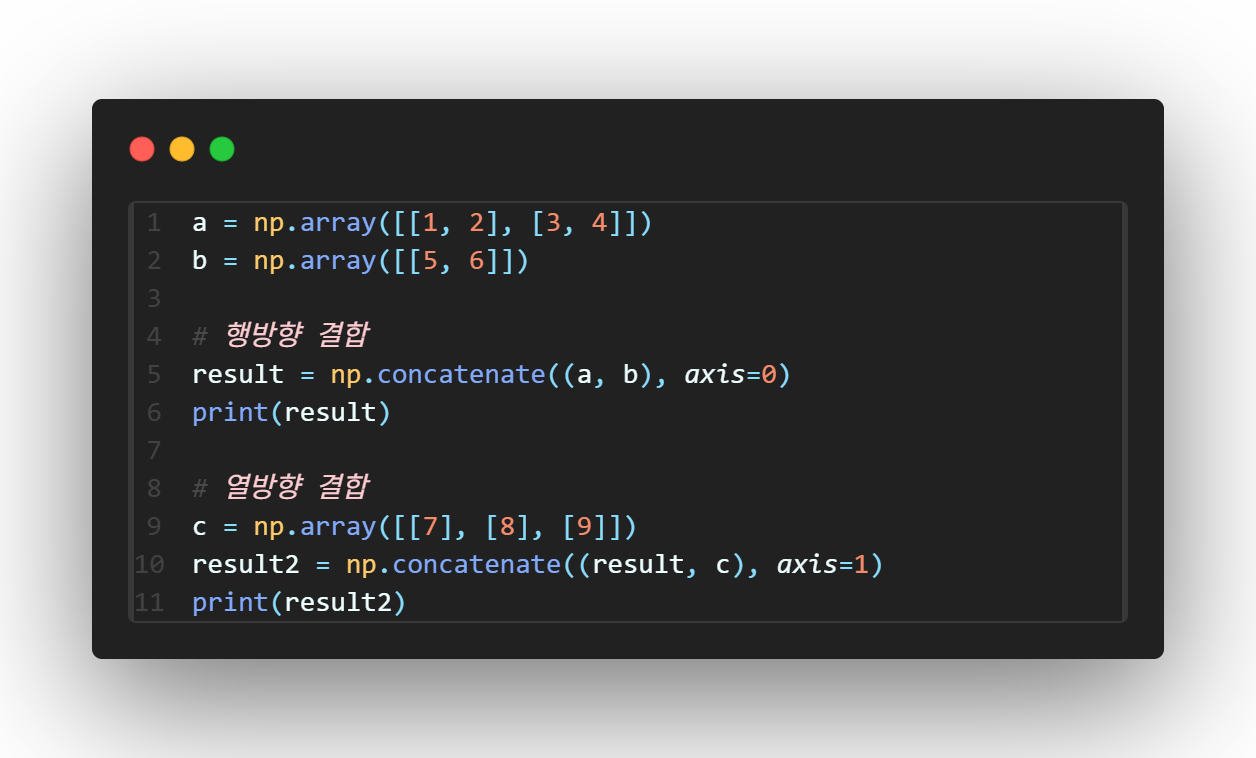 1 a = np.array([[1, 2], [3, 4]])
2 b = np.array([[5, 6]])
3
4 # 행방향 결합
5 result = np.concatenate((a, b), axis=0)
6 print(result)
7
8 # 열방향 결합
9 c = np.array([[7], [8], [9]])
10 result2 = np.concatenate((result, c), axis=1)
11 print(result2)